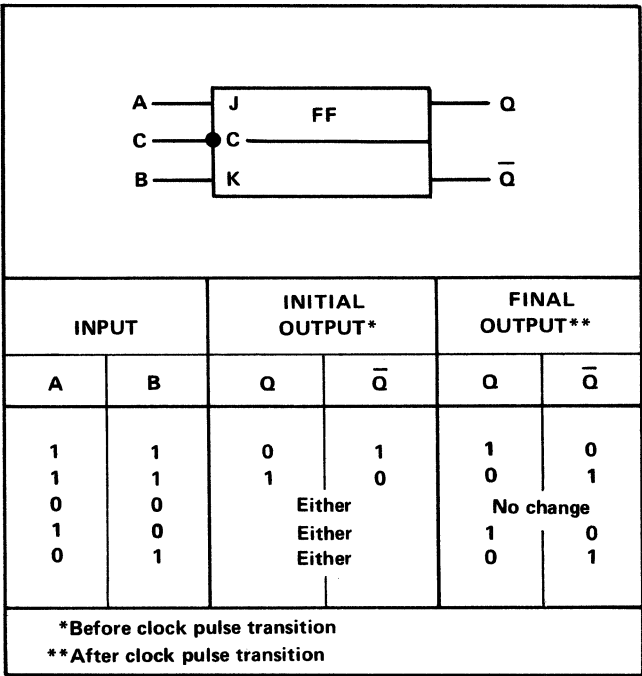 A J FF Q
C C
B K Q̅
INPUT INITIAL OUTPUT* FINAL OUTPUT**
A B Q Q̅ Q Q̅
1 1 0 1 1 0
1 1 1 0 0 1
0 0 Either No change
1 0 Either 1 0
0 1 Either 0 1
*Before clock pulse transition
**After clock pulse transition